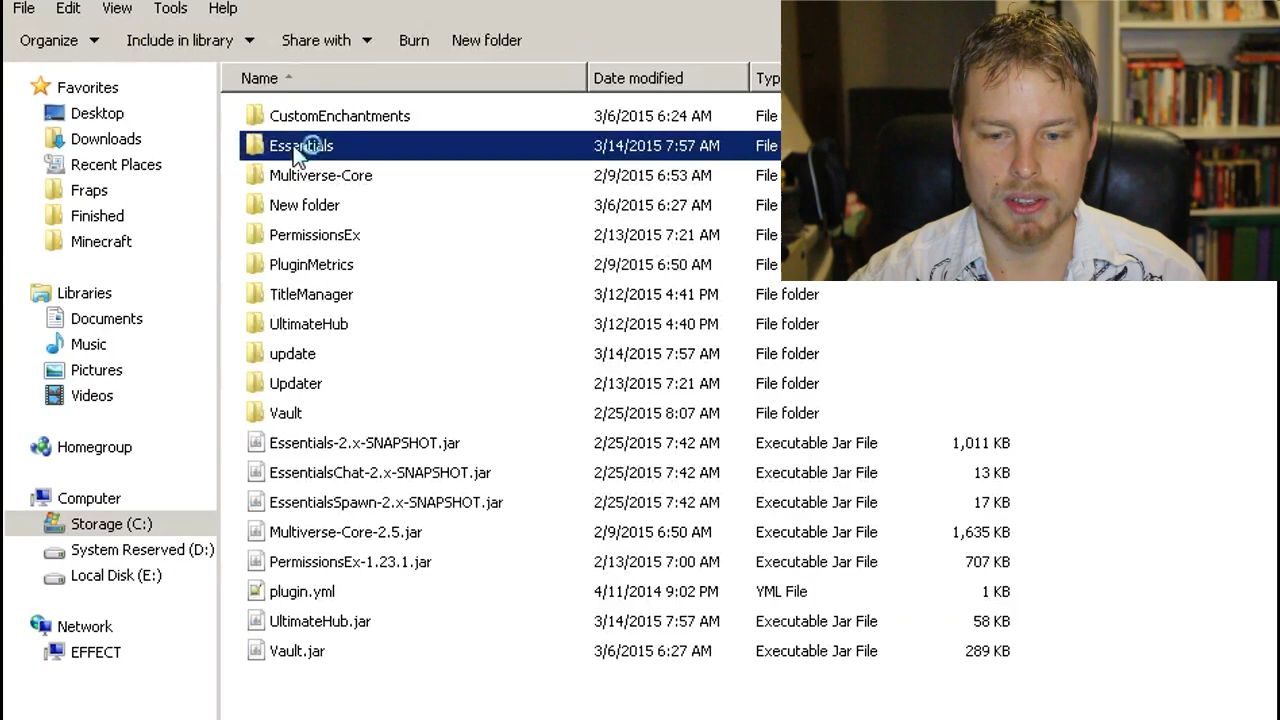 File Edit View Tools Help
Organize Include in library Share with Burn New folder
Name Date modified Typ
Favorites
Desktop
Downloads
Recent Places
Fraps
Finished
Minecraft
Libraries
Documents
Music
Pictures
Videos
Homegroup
Computer
Storage (C:)
System Reserved (D:)
Local Disk (E:)
Network
EFFECT
CustomEnchantments 3/6/2015 6:24 AM File
Essentials 3/14/2015 7:57 AM File
Multiverse-Core 2/9/2015 6:53 AM File
New folder 3/6/2015 6:27 AM File
PermissionsEx 2/13/2015 7:21 AM File
PluginMetrics 2/9/2015 6:50 AM File
TitleManager 3/12/2015 4:41 PM File folder
UltimateHub 3/12/2015 4:40 PM File folder
update 3/14/2015 7:57 AM File folder
Updater 2/13/2015 7:21 AM File folder
Vault 2/25/2015 8:07 AM File folder
Essentials-2.x-SNAPSHOT.jar 2/25/2015 7:42 AM Executable Jar File 1,011 KB
EssentialsChat-2.x-SNAPSHOT.jar 2/25/2015 7:42 AM Executable Jar File 13 KB
EssentialsSpawn-2.x-SNAPSHOT.jar 2/25/2015 7:42 AM Executable Jar File 17 KB
Multiverse-Core-2.5.jar 2/9/2015 6:50 AM Executable Jar File 1,635 KB
PermissionsEx-1.23.1.jar 2/13/2015 7:00 AM Executable Jar File 707 KB
plugin.yml 4/11/2014 9:02 PM YML File 1 KB
UltimateHub.jar 3/14/2015 7:57 AM Executable Jar File 58 KB
Vault.jar 3/6/2015 6:27 AM Executable Jar File 289 KB